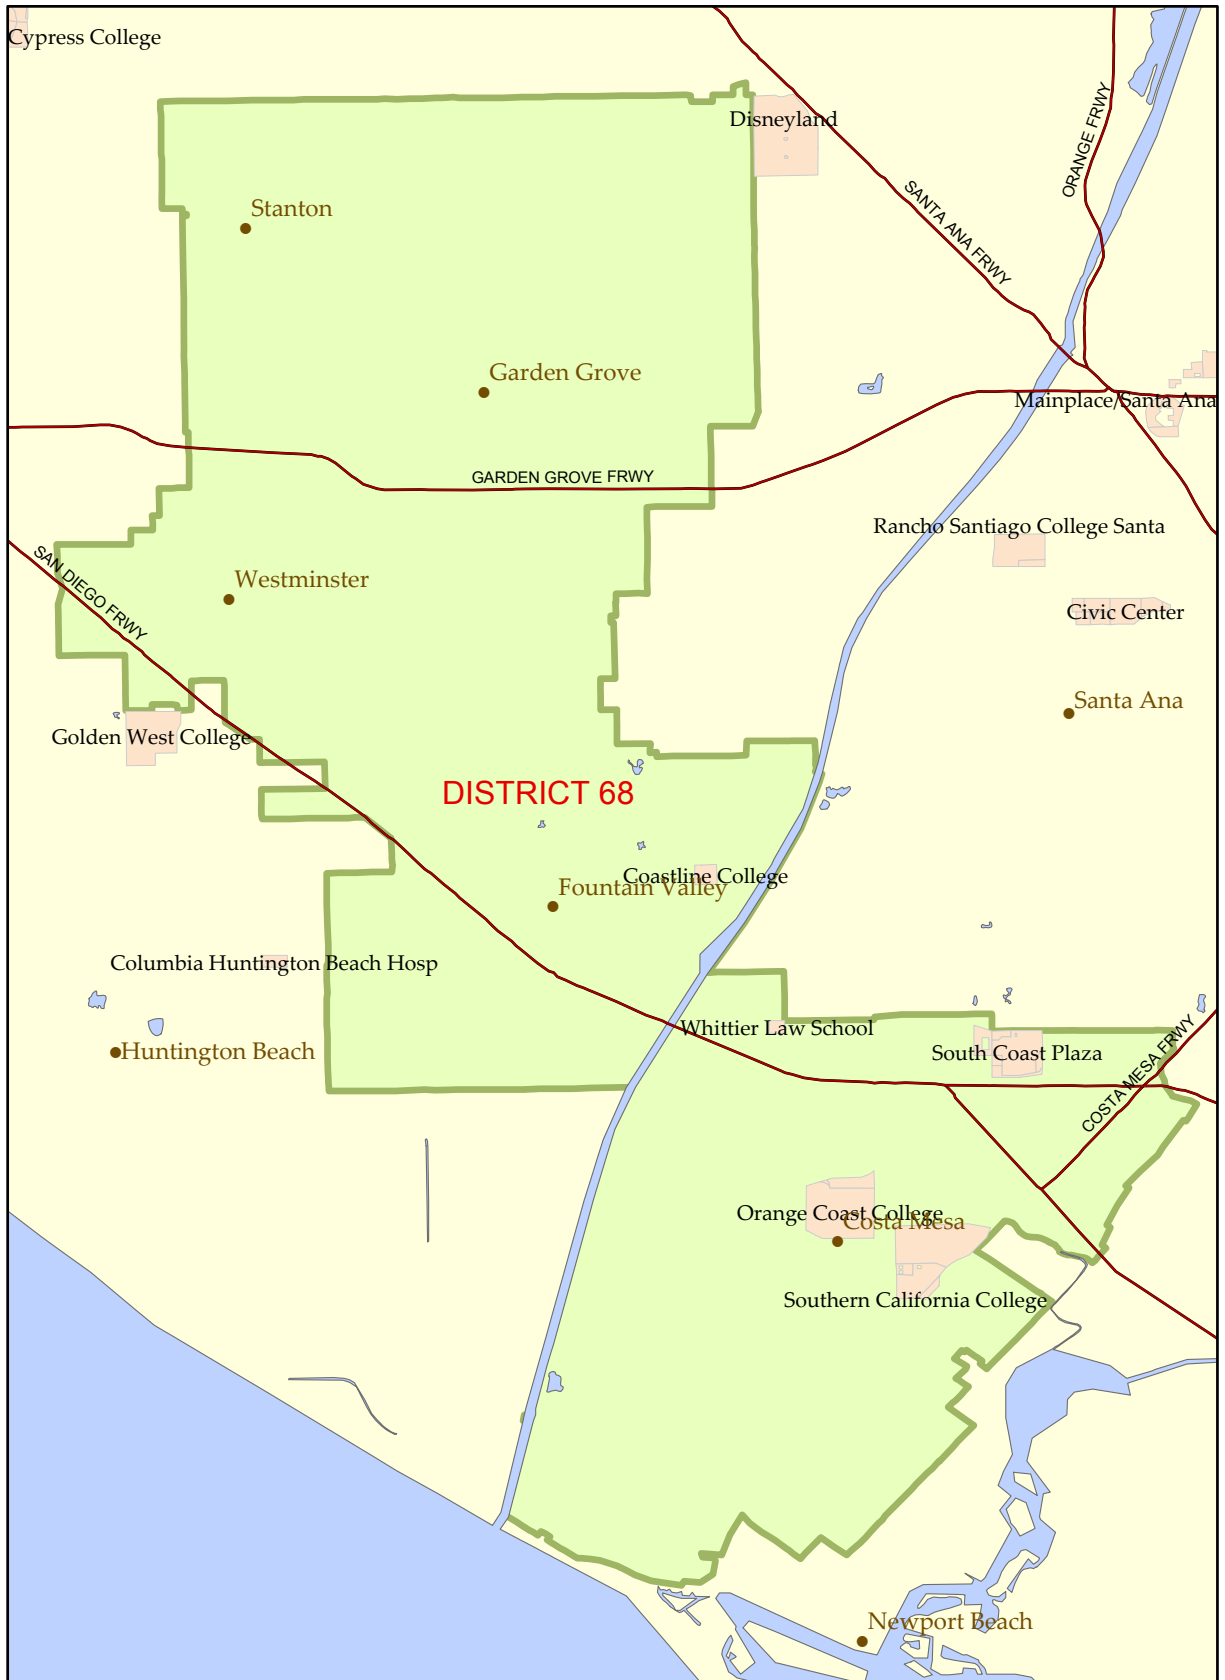 Cypress College
Disneyland
ORANGE FRWY
SANTA ANA FRWY
Stanton
Garden Grove
Mainplace/Santa Ana
GARDEN GROVE FRWY
Rancho Santiago College Santa
SAN DIEGO FRWY
Westminster
Civic Center
Santa Ana
Golden West College
DISTRICT 68
Coastline College
Fountain Valley
Columbia Huntington Beach Hosp
Whittier Law School
Huntington Beach
South Coast Plaza
COSTA MESA FRWY
Orange Coast College
Costa Mesa
Southern California College
Newport Beach